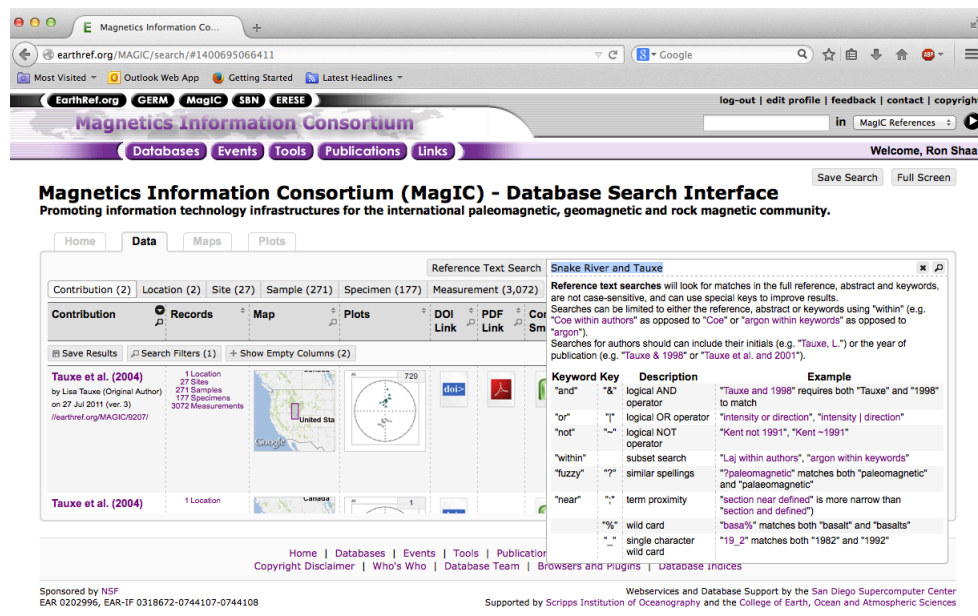 Magnetics Information Co...
earthref.org/MAGIC/search/#1400695066411
Google
Most Visited
Outlook Web App
Getting Started
Latest Headlines
EarthRef.org GERM MagIC SBN ERESE
log-out | edit profile | feedback | contact | copyrigh
Magnetics Information Consortium
in MagIC References
Databases Events Tools Publications Links
Welcome, Ron Shaa
Save Search Full Screen
Magnetics Information Consortium (MagIC) - Database Search Interface
Promoting information technology infrastructures for the international paleomagnetic, geomagnetic and rock magnetic community.
Home Data Maps Plots
Reference Text Search Snake River and Tauxe
Contribution (2) Location (2) Site (27) Sample (271) Specimen (177) Measurement (3,072)
Contribution Records Map Plots DOI Link PDF Link Cor Sm
Save Results Search Filters (1) + Show Empty Columns (2)
Tauxe et al. (2004)
by Lisa Tauxe (Original Author)
on 27 Jul 2011 (ver. 3)
//earthref.org/MAGIC/9207/
1 Location
27 Sites
271 Samples
177 Specimens
3072 Measurements
United Sta
Google
729
doi>
Tauxe et al. (2004)
1 Location
Canada
1
Reference text searches will look for matches in the full reference, abstract and keywords,
are not case-sensitive, and can use special keys to improve results.
Searches can be limited to either the reference, abstract or keywords using "within" (e.g.
"Coe within authors" as opposed to "Coe" or "argon within keywords" as opposed to
"argon").
Searches for authors should can include their initials (e.g. "Tauxe, L.") or the year of
publication (e.g. "Tauxe & 1998" or "Tauxe et al. and 2001").
Keyword Key Description Example
"and" "&" logical AND operator "Tauxe and 1998" requires both "Tauxe" and "1998" to match
"or" "|" logical OR operator "intensity or direction", "intensity | direction"
"not" "~" logical NOT operator "Kent not 1991", "Kent ~1991"
"within" subset search "Laj within authors", "argon within keywords"
"fuzzy" "?" similar spellings "?paleomagnetic" matches both "paleomagnetic" and "palaeomagnetic"
"near" ";" term proximity "section near defined" is more narrow than "section and defined")
"%" wild card "basa%" matches both "basalt" and "basalts"
"_" single character wild card "19_2" matches both "1982" and "1992"
Home | Databases | Events | Tools | Publication
Copyright Disclaimer | Who's Who | Database Team | Browsers and Plugins | Database Indices
Sponsored by NSF
EAR 0202996, EAR-IF 0318672-0744107-0744108
Webservices and Database Support by the San Diego Supercomputer Center
Supported by Scripps Institution of Oceanography and the College of Earth, Ocean and Atmospheric Sciences